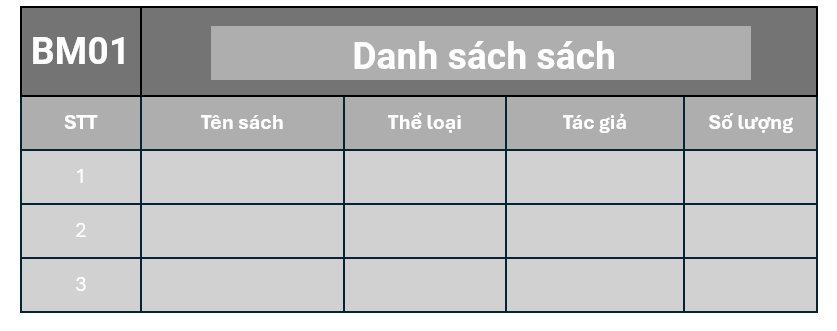 BM01
Danh sách sách
STT Tên sách Thể loại Tác giả Số lượng
1
2
3